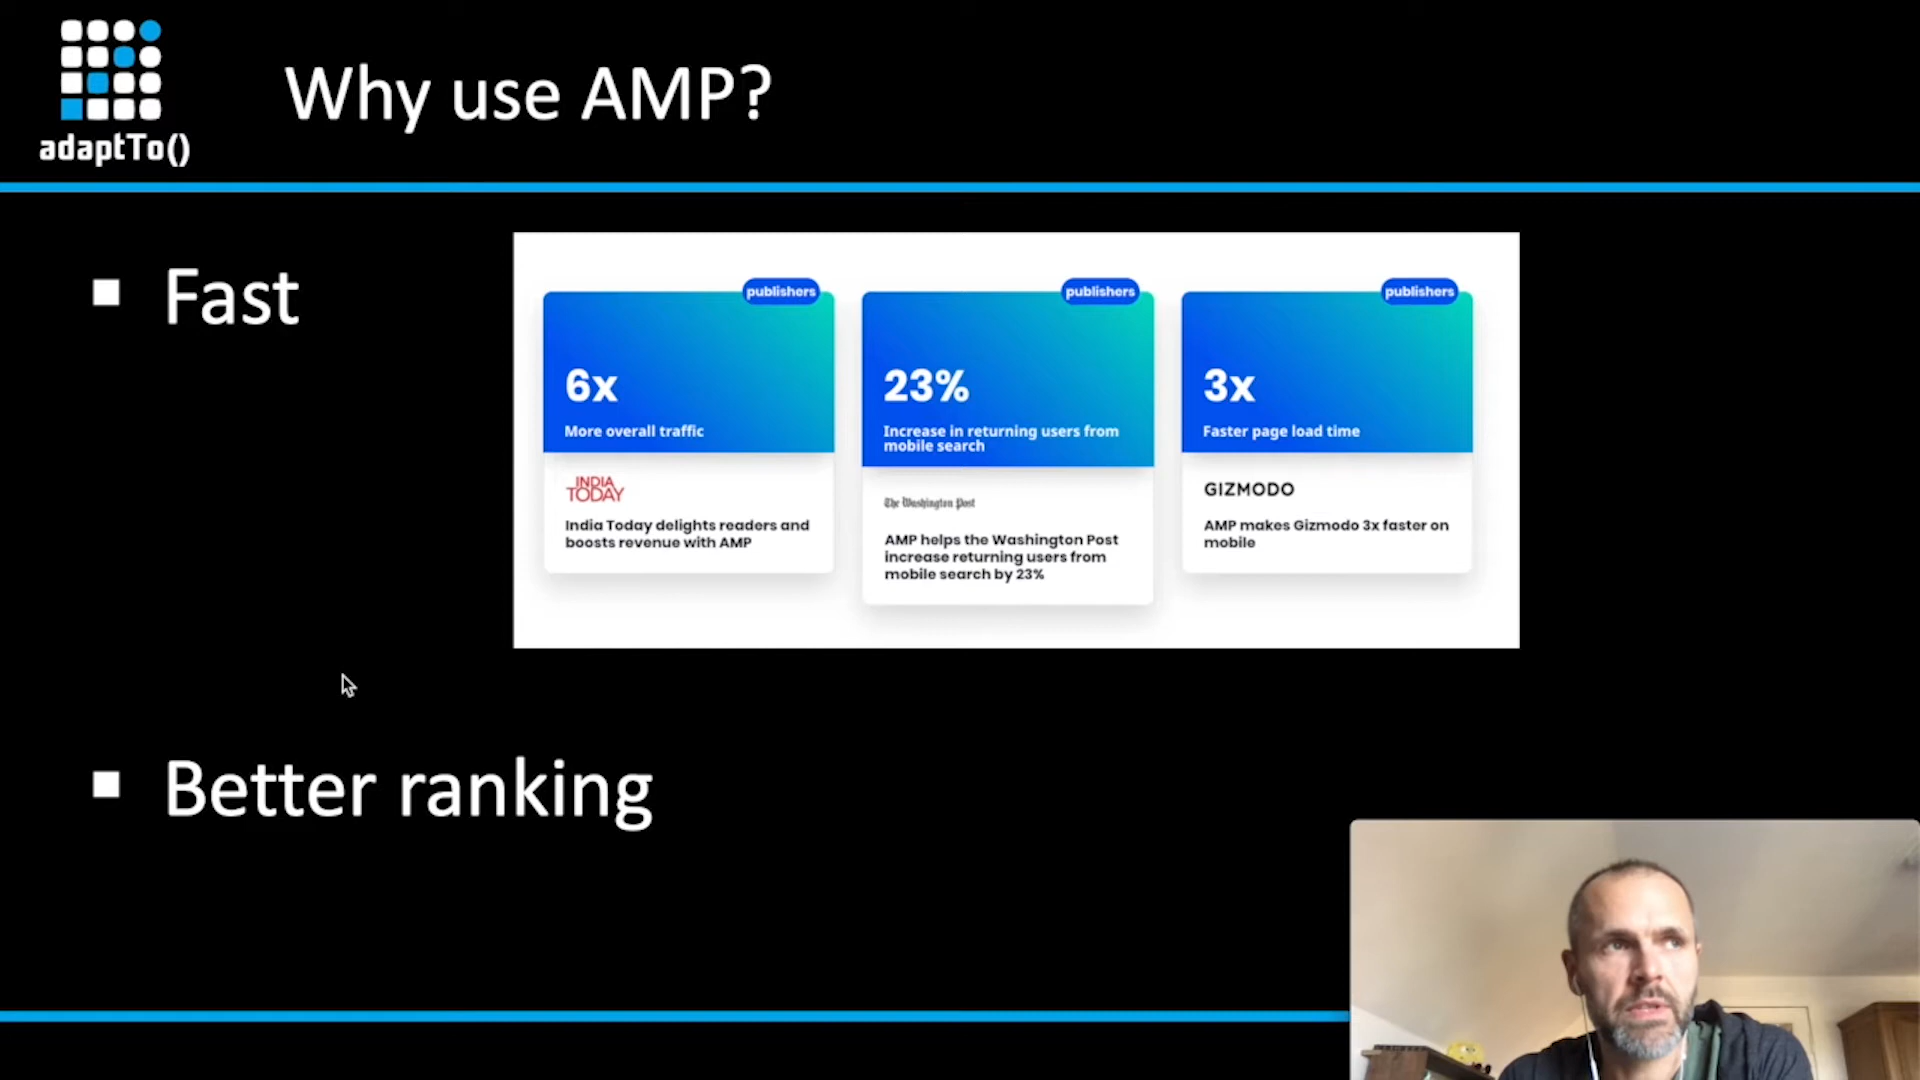 adaptTo()
Why use AMP?
Fast
publishers
6x
More overall traffic
INDIA
TODAY
India Today delights readers and
boosts revenue with AMP
publishers
23%
Increase in returning users from
mobile search
The Washington Post
AMP helps the Washington Post
increase returning users from
mobile search by 23%
publishers
3x
Faster page load time
GIZMODO
AMP makes Gizmodo 3x faster on
mobile
Better ranking